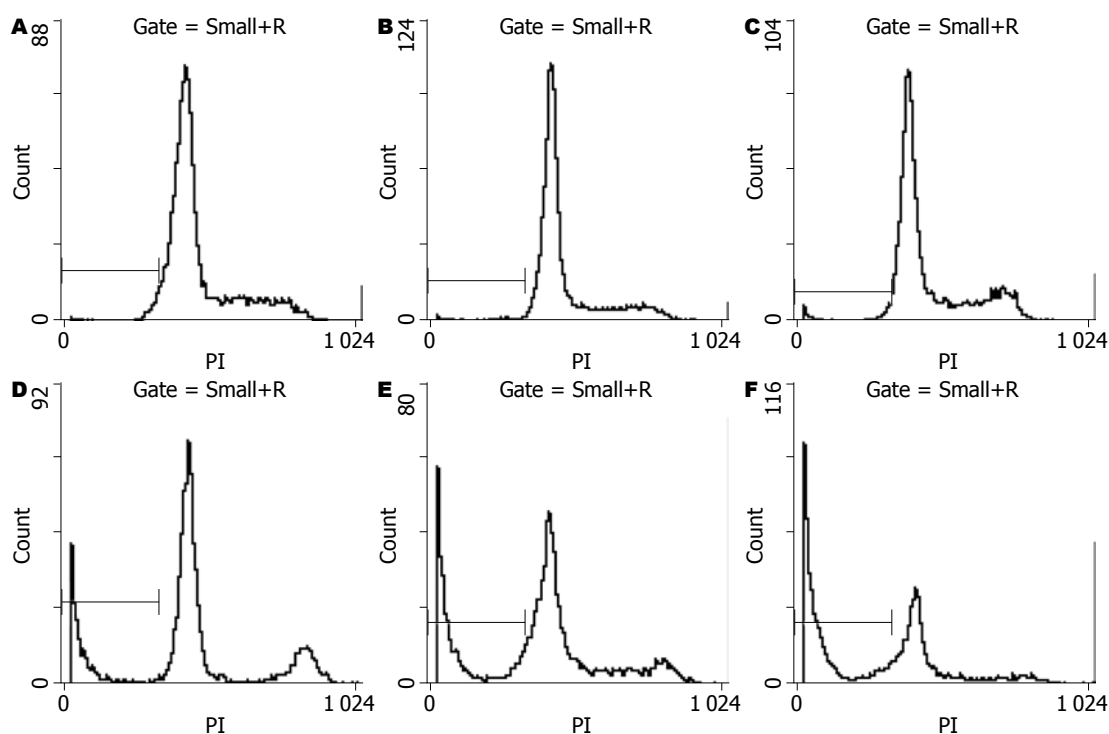 A 88 Gate = Small+R
Count
0
0 1 024
PI
B 124 Gate = Small+R
Count
0
0 1 024
PI
C 104 Gate = Small+R
Count
0
0 1 024
PI
D 92 Gate = Small+R
Count
0
0 1 024
PI
E 80 Gate = Small+R
Count
0
0 1 024
PI
F 116 Gate = Small+R
Count
0
0 1 024
PI